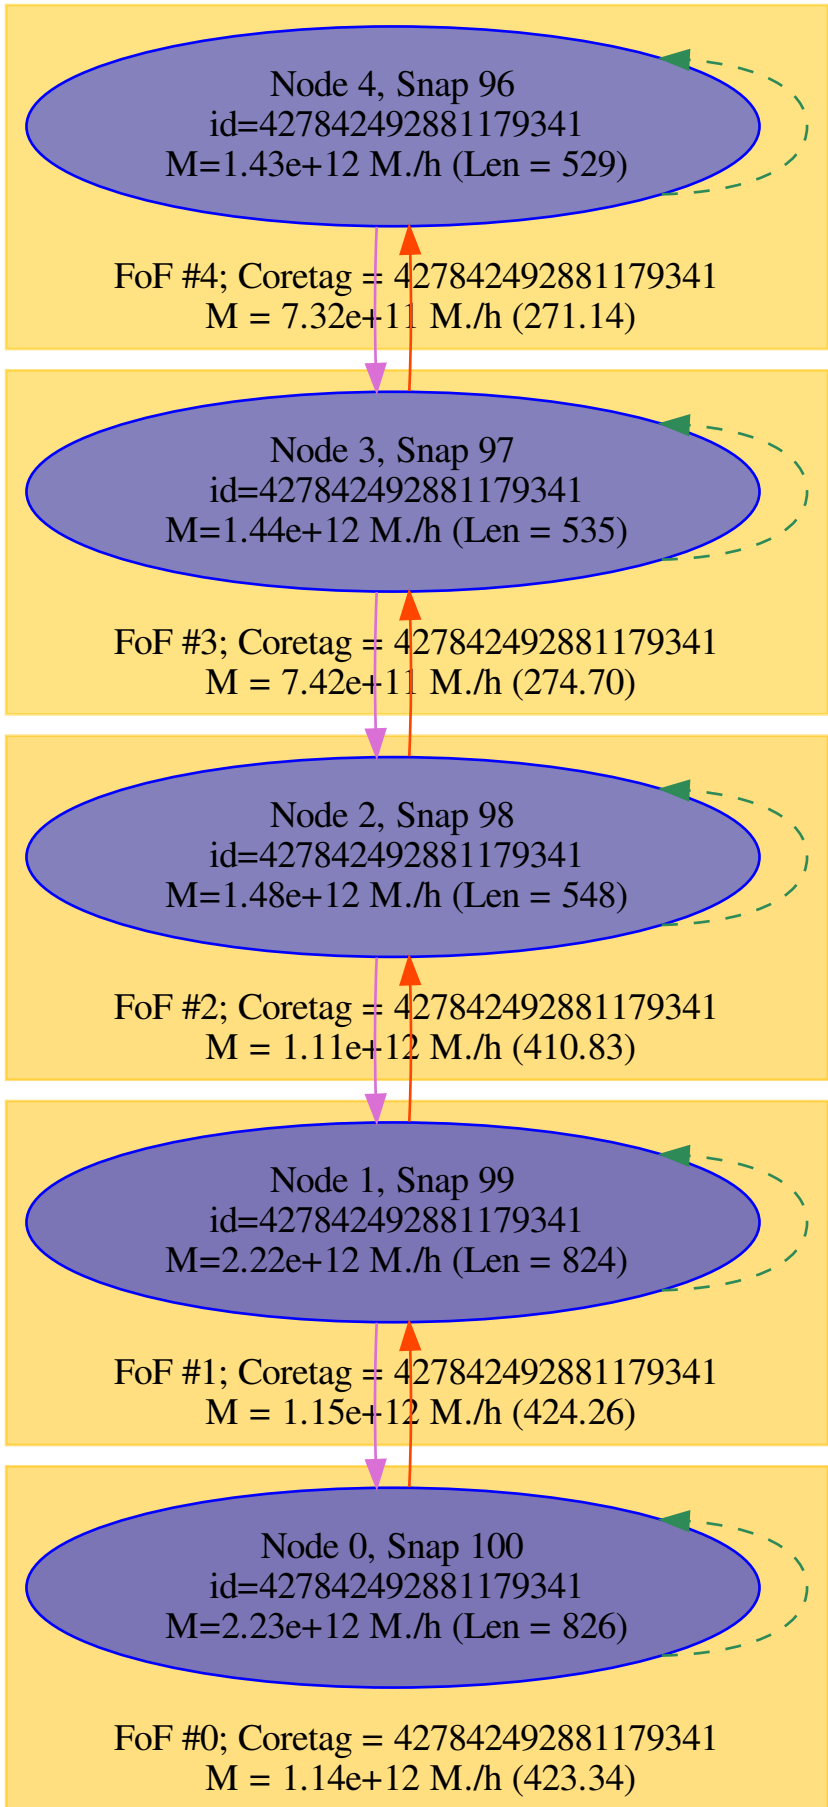 Node 4, Snap 96
id=427842492881179341
M=1.43e+12 M./h (Len = 529)
FoF #4; Coretag = 427842492881179341
M = 7.32e+11 M./h (271.14)
Node 3, Snap 97
id=427842492881179341
M=1.44e+12 M./h (Len = 535)
FoF #3; Coretag = 427842492881179341
M = 7.42e+11 M./h (274.70)
Node 2, Snap 98
id=427842492881179341
M=1.48e+12 M./h (Len = 548)
FoF #2; Coretag = 427842492881179341
M = 1.11e+12 M./h (410.83)
Node 1, Snap 99
id=427842492881179341
M=2.22e+12 M./h (Len = 824)
FoF #1; Coretag = 427842492881179341
M = 1.15e+12 M./h (424.26)
Node 0, Snap 100
id=427842492881179341
M=2.23e+12 M./h (Len = 826)
FoF #0; Coretag = 427842492881179341
M = 1.14e+12 M./h (423.34)